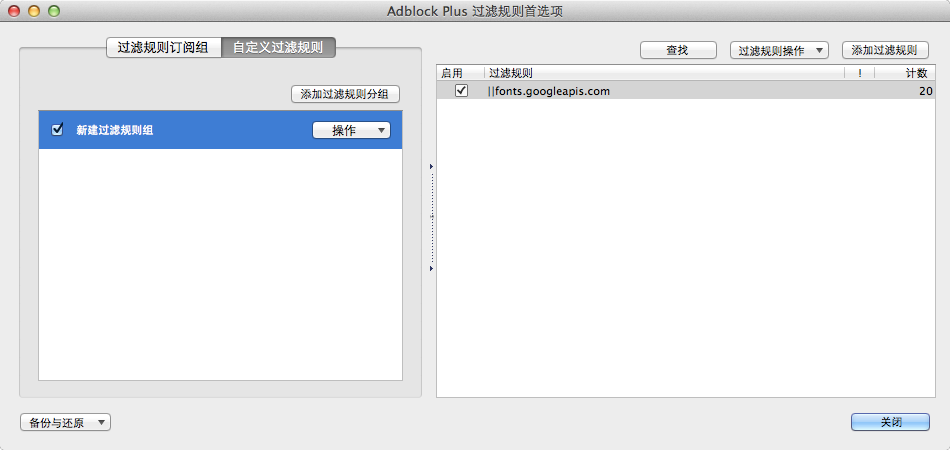 Adblock Plus 过滤规则首选项
过滤规则订阅组 自定义过滤规则
查找 过滤规则操作 添加过滤规则
启用 过滤规则 ! 计数
||fonts.googleapis.com 20
添加过滤规则分组
新建过滤规则组 操作
备份与还原 关闭